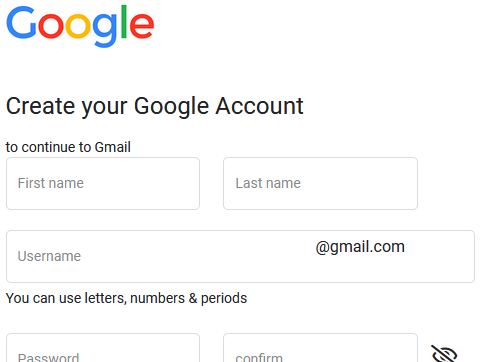 Google
Create your Google Account
to continue to Gmail
First name Last name
Username @gmail.com
You can use letters, numbers & periods
Password confirm